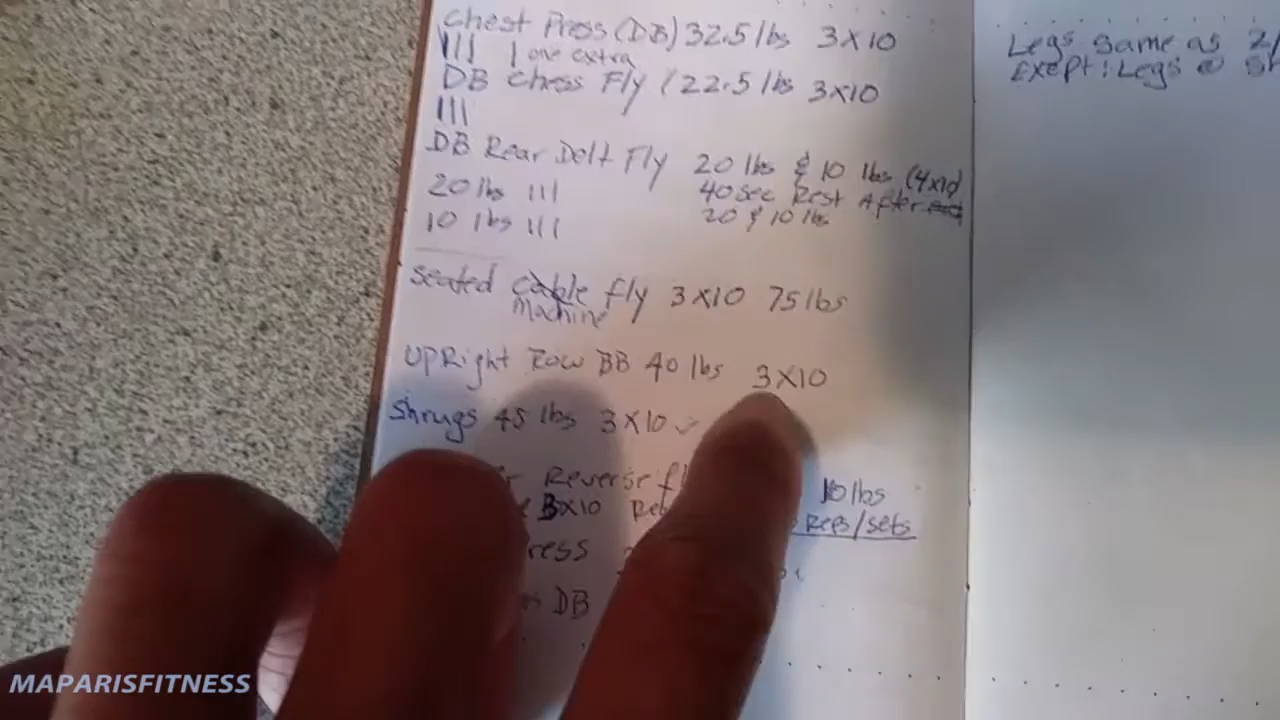 Chest Press (DB) 32.5 lbs 3x10
||| | one extra
DB Chess Fly / 22.5 lbs 3x10
|||
DB Rear Delt Fly 20 lbs & 10 lbs (4x10)
20 lbs ||| 40 sec Rest After
10 lbs ||| 20 & 10 lbs
Seated cable fly 3x10 75 lbs
Machine
UPRight Row BB 40 lbs 3x10
Shrugs 45 lbs 3x10 ✓
Reverse
10 lbs
3x10
Reps/sets
DB
Legs Same as
Exept: Legs @
MAPARISFITNESS